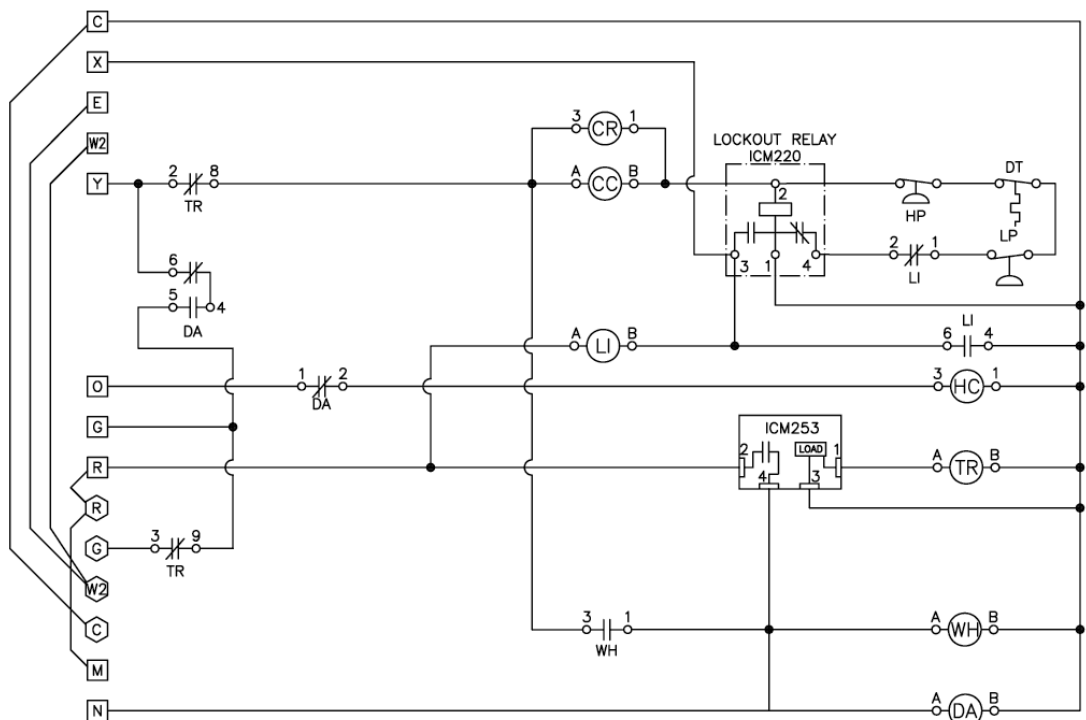 C
X
3 CR 1
E
LOCKOUT RELAY
ICM220
W2
DT
Y
2 8
A CC B
2
TR
HP
LP
6
2 1
3 1 4
LI
5 4
DA
LI
A LI B
6 4
O
1 2
3 HC 1
DA
G
ICM253
2 LOAD 1
R
4 3
A TR B
R
G
3 9
TR
W2
C
3 1
A WH B
WH
M
N
A DA B